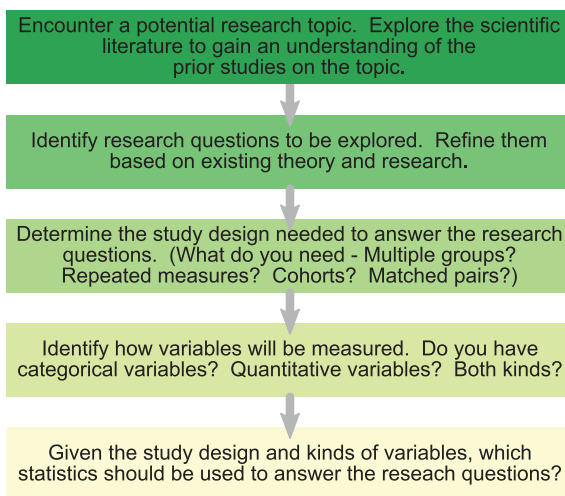 Encounter a potential research topic.  Explore the scientific
literature to gain an understanding of the
prior studies on the topic.
Identify research questions to be explored.  Refine them
based on existing theory and research.
Determine the study design needed to answer the research
questions.  (What do you need - Multiple groups?
Repeated measures?  Cohorts?  Matched pairs?)
Identify how variables will be measured.  Do you have
categorical variables?  Quantitative variables?  Both kinds?
Given the study design and kinds of variables, which
statistics should be used to answer the reseach questions?